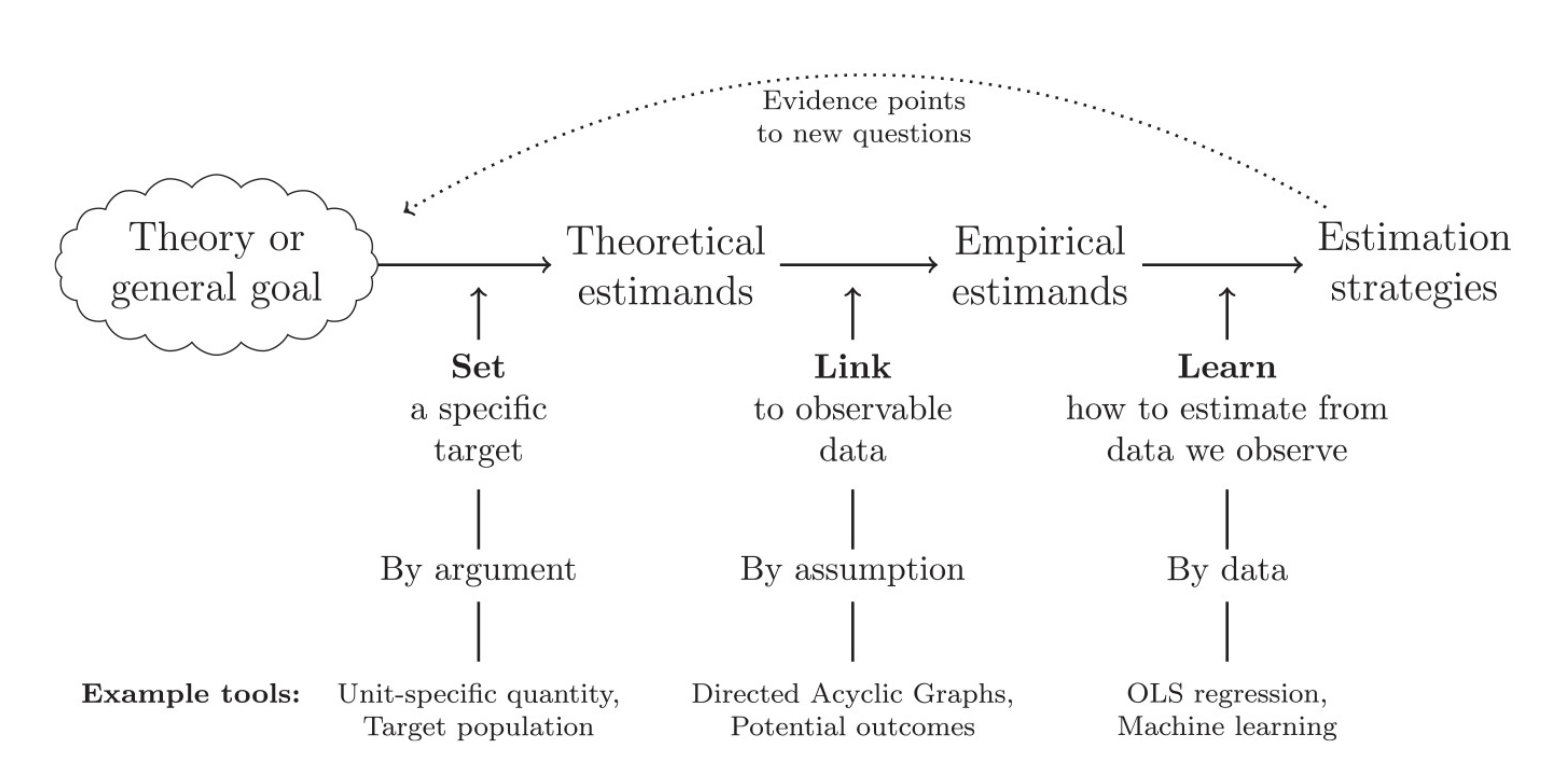 Evidence points
to new questions
Theory or
general goal
Theoretical
estimands
Empirical
estimands
Estimation
strategies
Set
a specific
target
Link
to observable
data
Learn
how to estimate from
data we observe
By argument
By assumption
By data
Example tools:
Unit-specific quantity,
Target population
Directed Acyclic Graphs,
Potential outcomes
OLS regression,
Machine learning